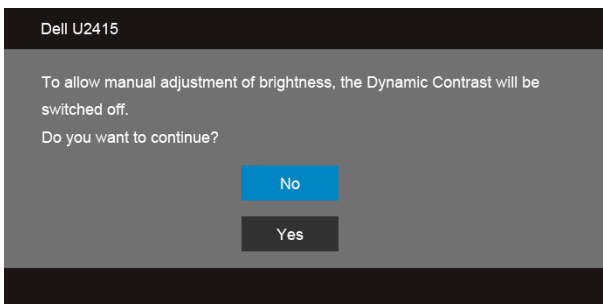 Dell U2415
To allow manual adjustment of brightness, the Dynamic Contrast will be
switched off.
Do you want to continue?
No
Yes